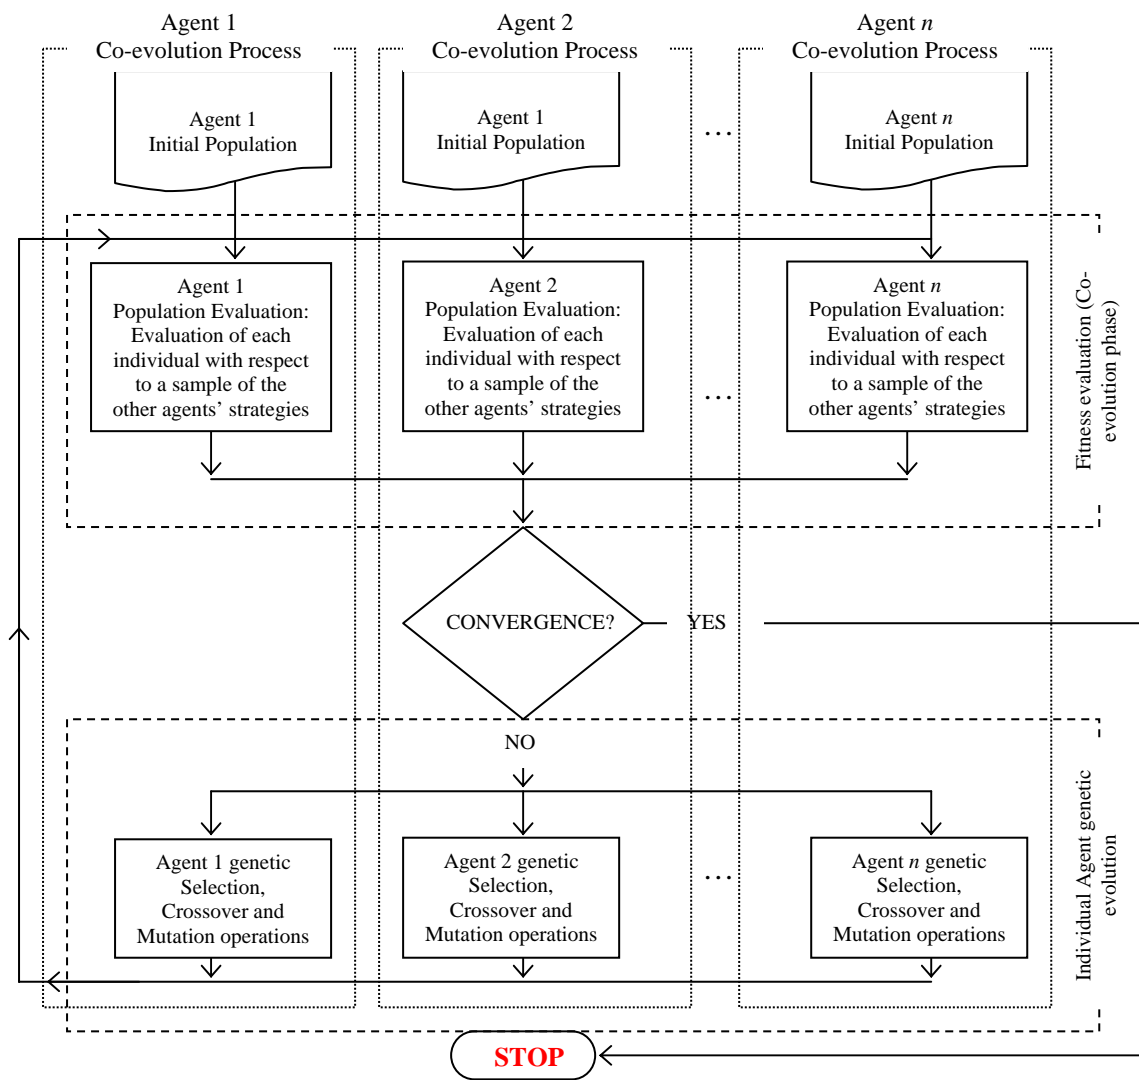 Agent 1
Co-evolution Process
Agent 2
Co-evolution Process
Agent n
Co-evolution Process
Agent 1
Initial Population
Agent 1
Initial Population
…
Agent n
Initial Population
Agent 1
Population Evaluation:
Evaluation of each
individual with respect
to a sample of the
other agents’ strategies
Agent 2
Population Evaluation:
Evaluation of each
individual with respect
to a sample of the
other agents’ strategies
…
Agent n
Population Evaluation:
Evaluation of each
individual with respect
to a sample of the
other agents’ strategies
Fitness evaluation (Co-
evolution phase)
CONVERGENCE?
YES
NO
Agent 1 genetic
Selection,
Crossover and
Mutation operations
Agent 2 genetic
Selection,
Crossover and
Mutation operations
…
Agent n genetic
Selection,
Crossover and
Mutation operations
Individual Agent genetic
evolution
STOP